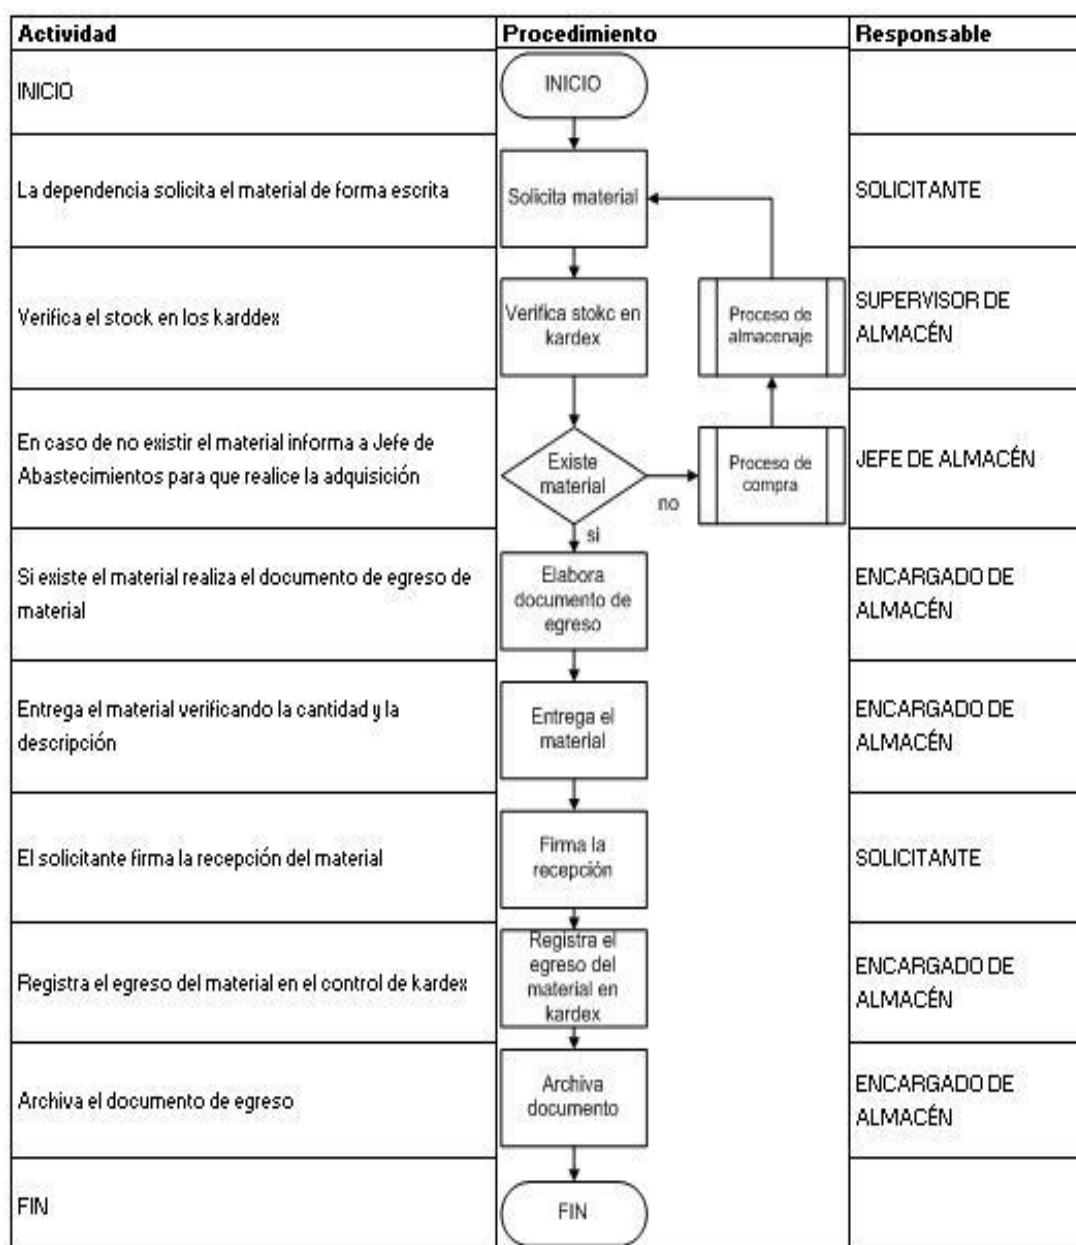 Actividad
Procedimiento
Responsable
INICIO
INICIO
La dependencia solicita el material de forma escrita
Solicita material
SOLICITANTE
Verifica el stock en los karddex
Verifica stokc en
kardex
Proceso de
almacenaje
SUPERVISOR DE
ALMACÉN
En caso de no existir el material informa a Jefe de
Abastecimientos para que realice la adquisición
Existe
material
no
si
Proceso de
compra
JEFE DE ALMACÉN
Si existe el material realiza el documento de egreso de
material
Elabora
documento de
egreso
ENCARGADO DE
ALMACÉN
Entrega el material verificando la cantidad y la
descripción
Entrega el
material
ENCARGADO DE
ALMACÉN
El solicitante firma la recepción del material
Firma la
recepción
SOLICITANTE
Registra el egreso del material en el control de kardex
Registra el
egreso del
material en
kardex
ENCARGADO DE
ALMACÉN
Archiva el documento de egreso
Archiva
documento
ENCARGADO DE
ALMACÉN
FIN
FIN